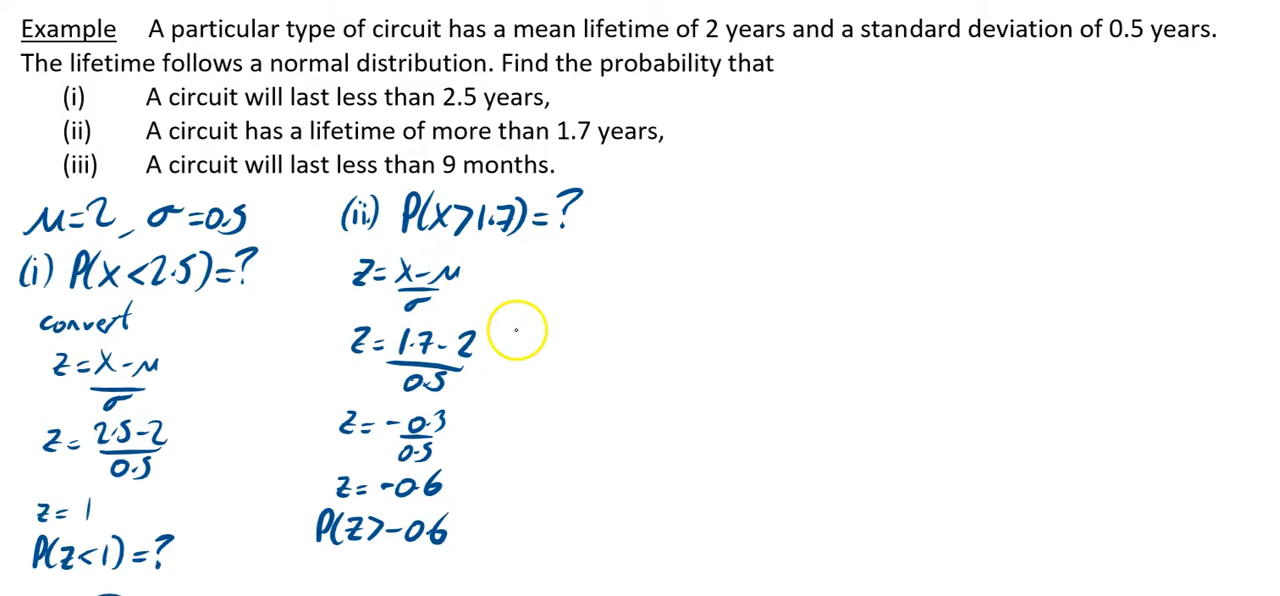 Example A particular type of circuit has a mean lifetime of 2 years and a standard deviation of 0.5 years.
The lifetime follows a normal distribution. Find the probability that
(i) A circuit will last less than 2.5 years,
(ii) A circuit has a lifetime of more than 1.7 years,
(iii) A circuit will last less than 9 months.
μ=2, σ=0.5
(i) P(x<2.5)=?
convert
z=x-μ
σ
z= 2.5-2
0.5
z= 1
P(z<1)=?
(ii) P(x>1.7)=?
z=x-μ
σ
z= 1.7-2
0.5
z= -0.3
0.5
z= -0.6
P(z>-0.6